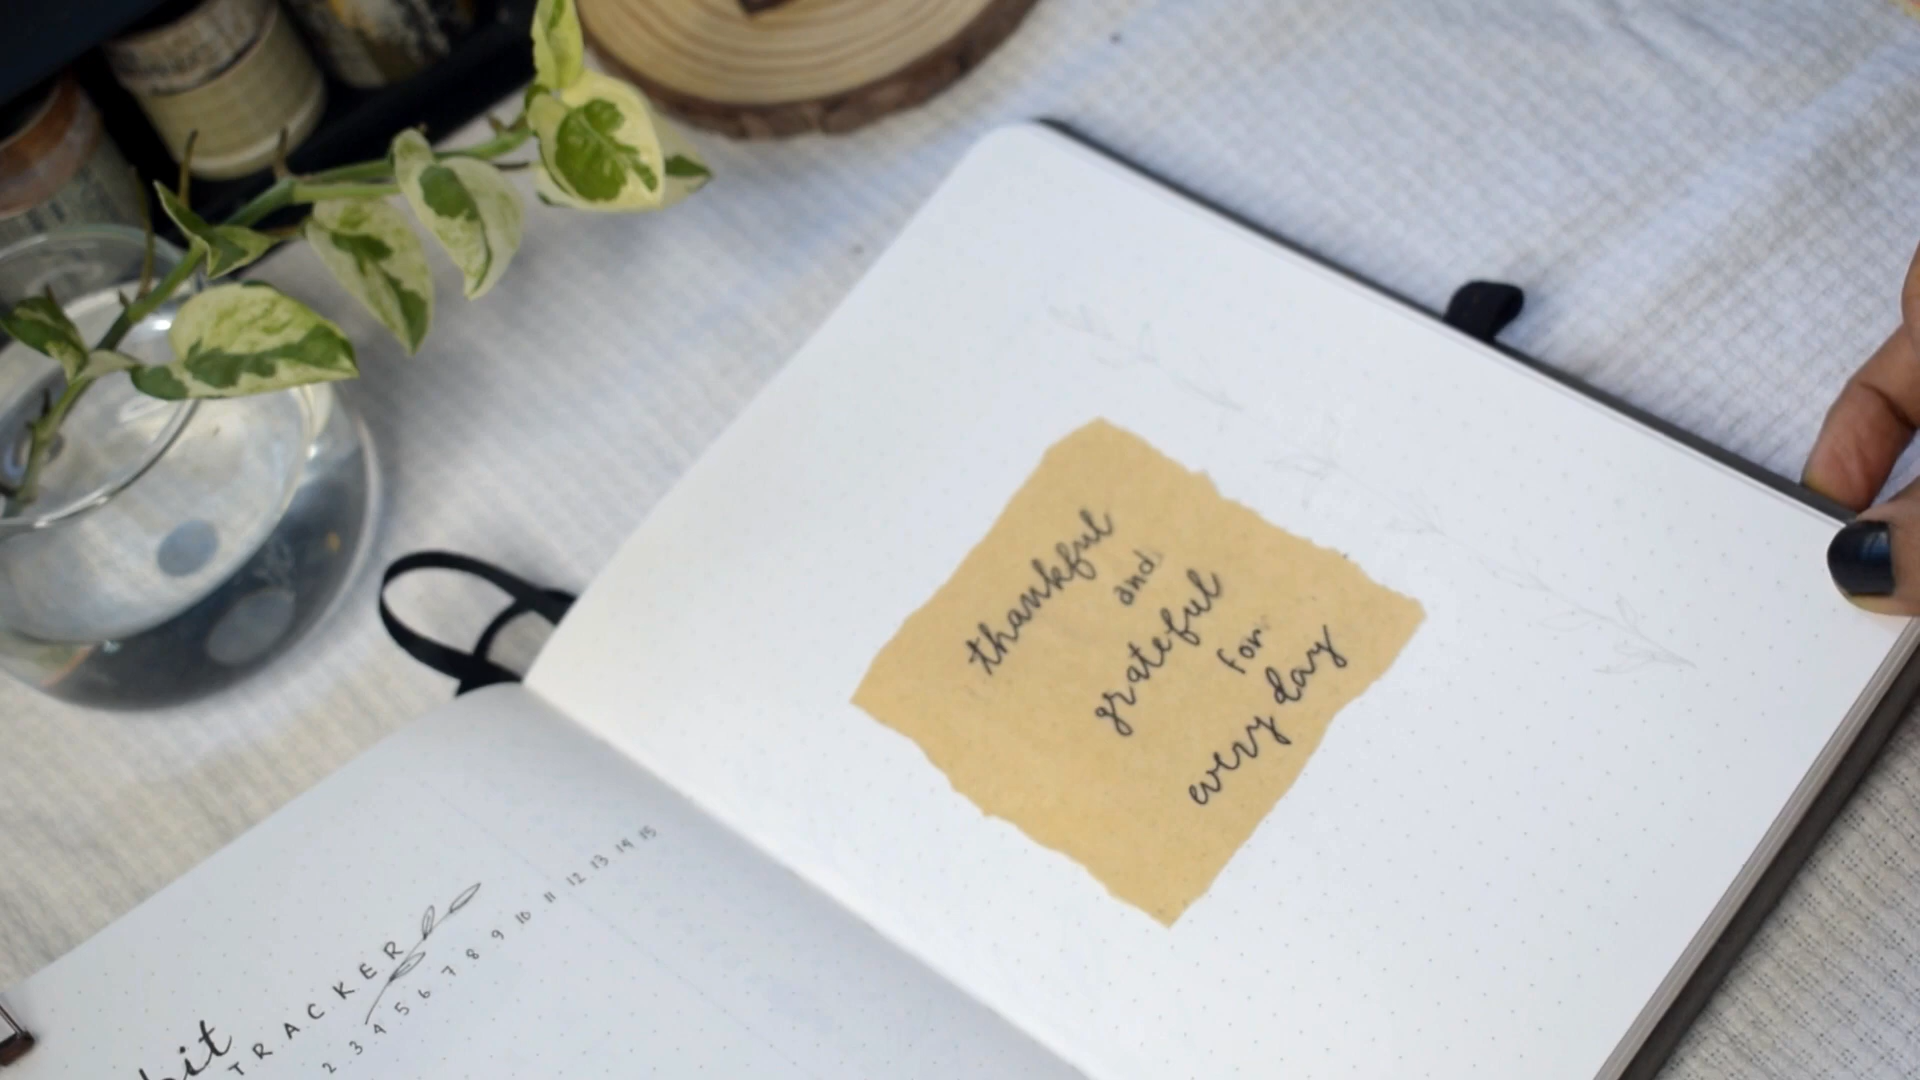 TRACKER
2 3 4 5 6 7 8 9 10 11 12 13 14 15
thankful
and
grateful
for
every day